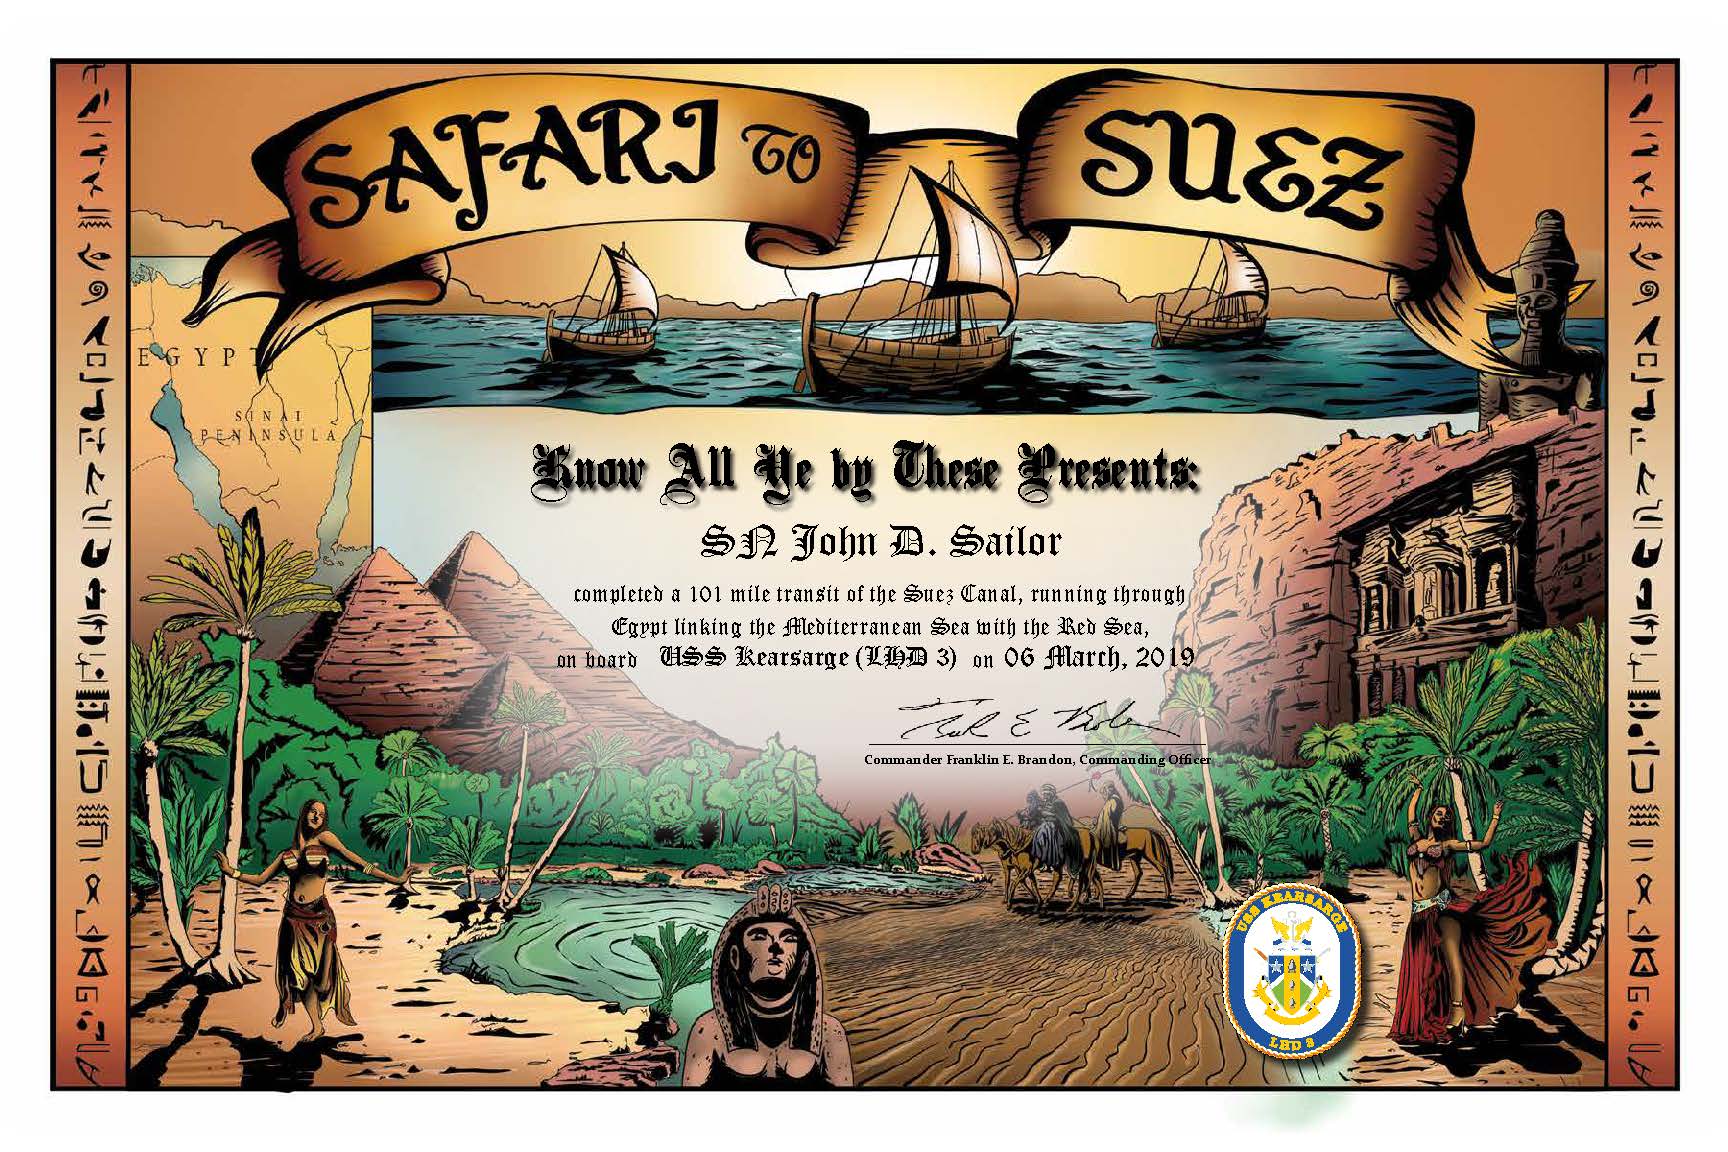 SAFARI TO SUEZ
EGYPT
SINAI
PENINSULA
Know All Ye by These Presents:
SN John D. Sailor
completed a 101 mile transit of the Suez Canal, running through
Egypt linking the Mediterranean Sea with the Red Sea,
on board USS Kearsarge (LHD 3) on 06 March, 2019
Commander Franklin E. Brandon, Commanding Officer
USS KEARSARGE
LHD 3